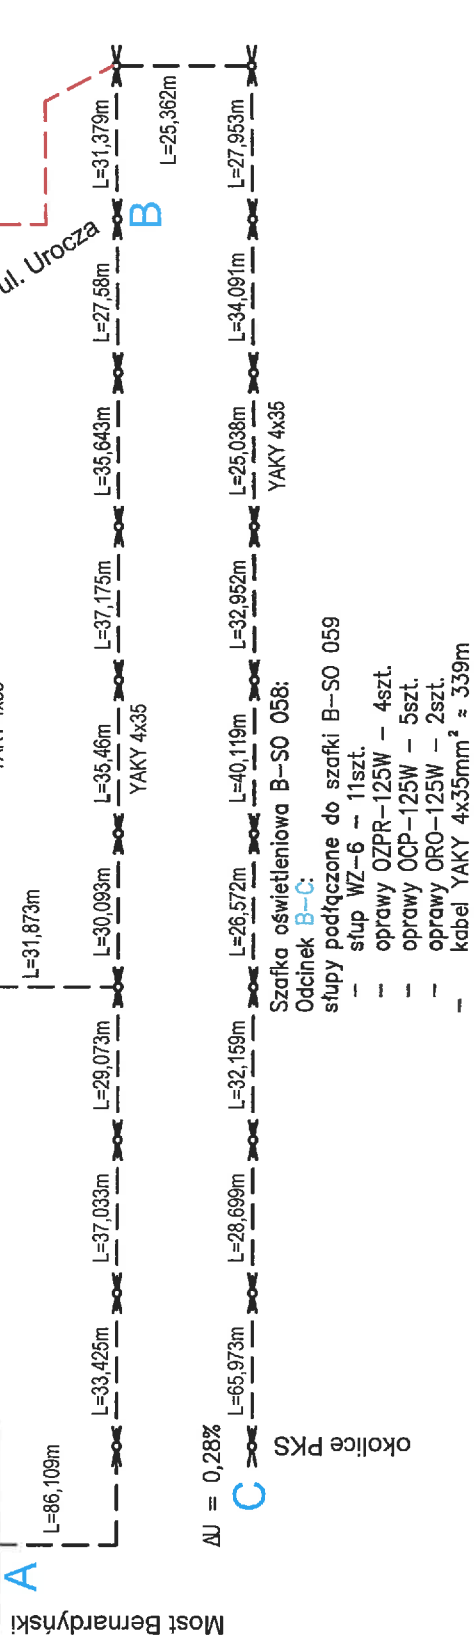 ul. Urocza
L=31,873m
L=86,109m
A
L=33,425m
L=37,033m
L=29,073m
L=30,093m
L=35,46m
YAKY 4x35
L=37,175m
L=35,643m
L=27,58m
B
L=31,379m
L=25,362m
ΔU = 0,28%
C
L=65,973m
L=28,699m
L=32,159m
L=26,572m
L=40,119m
L=32,952m
L=25,038m
YAKY 4x35
L=34,091m
L=27,953m
Most Bernardyński
okolice PKS
Szafka oświetleniowa B-SO 058:
Odcinek B-C:
słupy podłączone do szafki B-SO 059
- słup WZ-6 - 11szt.
- oprawy OZPR-125W - 4szt.
- oprawy OCP-125W - 5szt.
- oprawy ORO-125W - 2szt.
- kabel YAKY 4x35mm² ≈ 339m